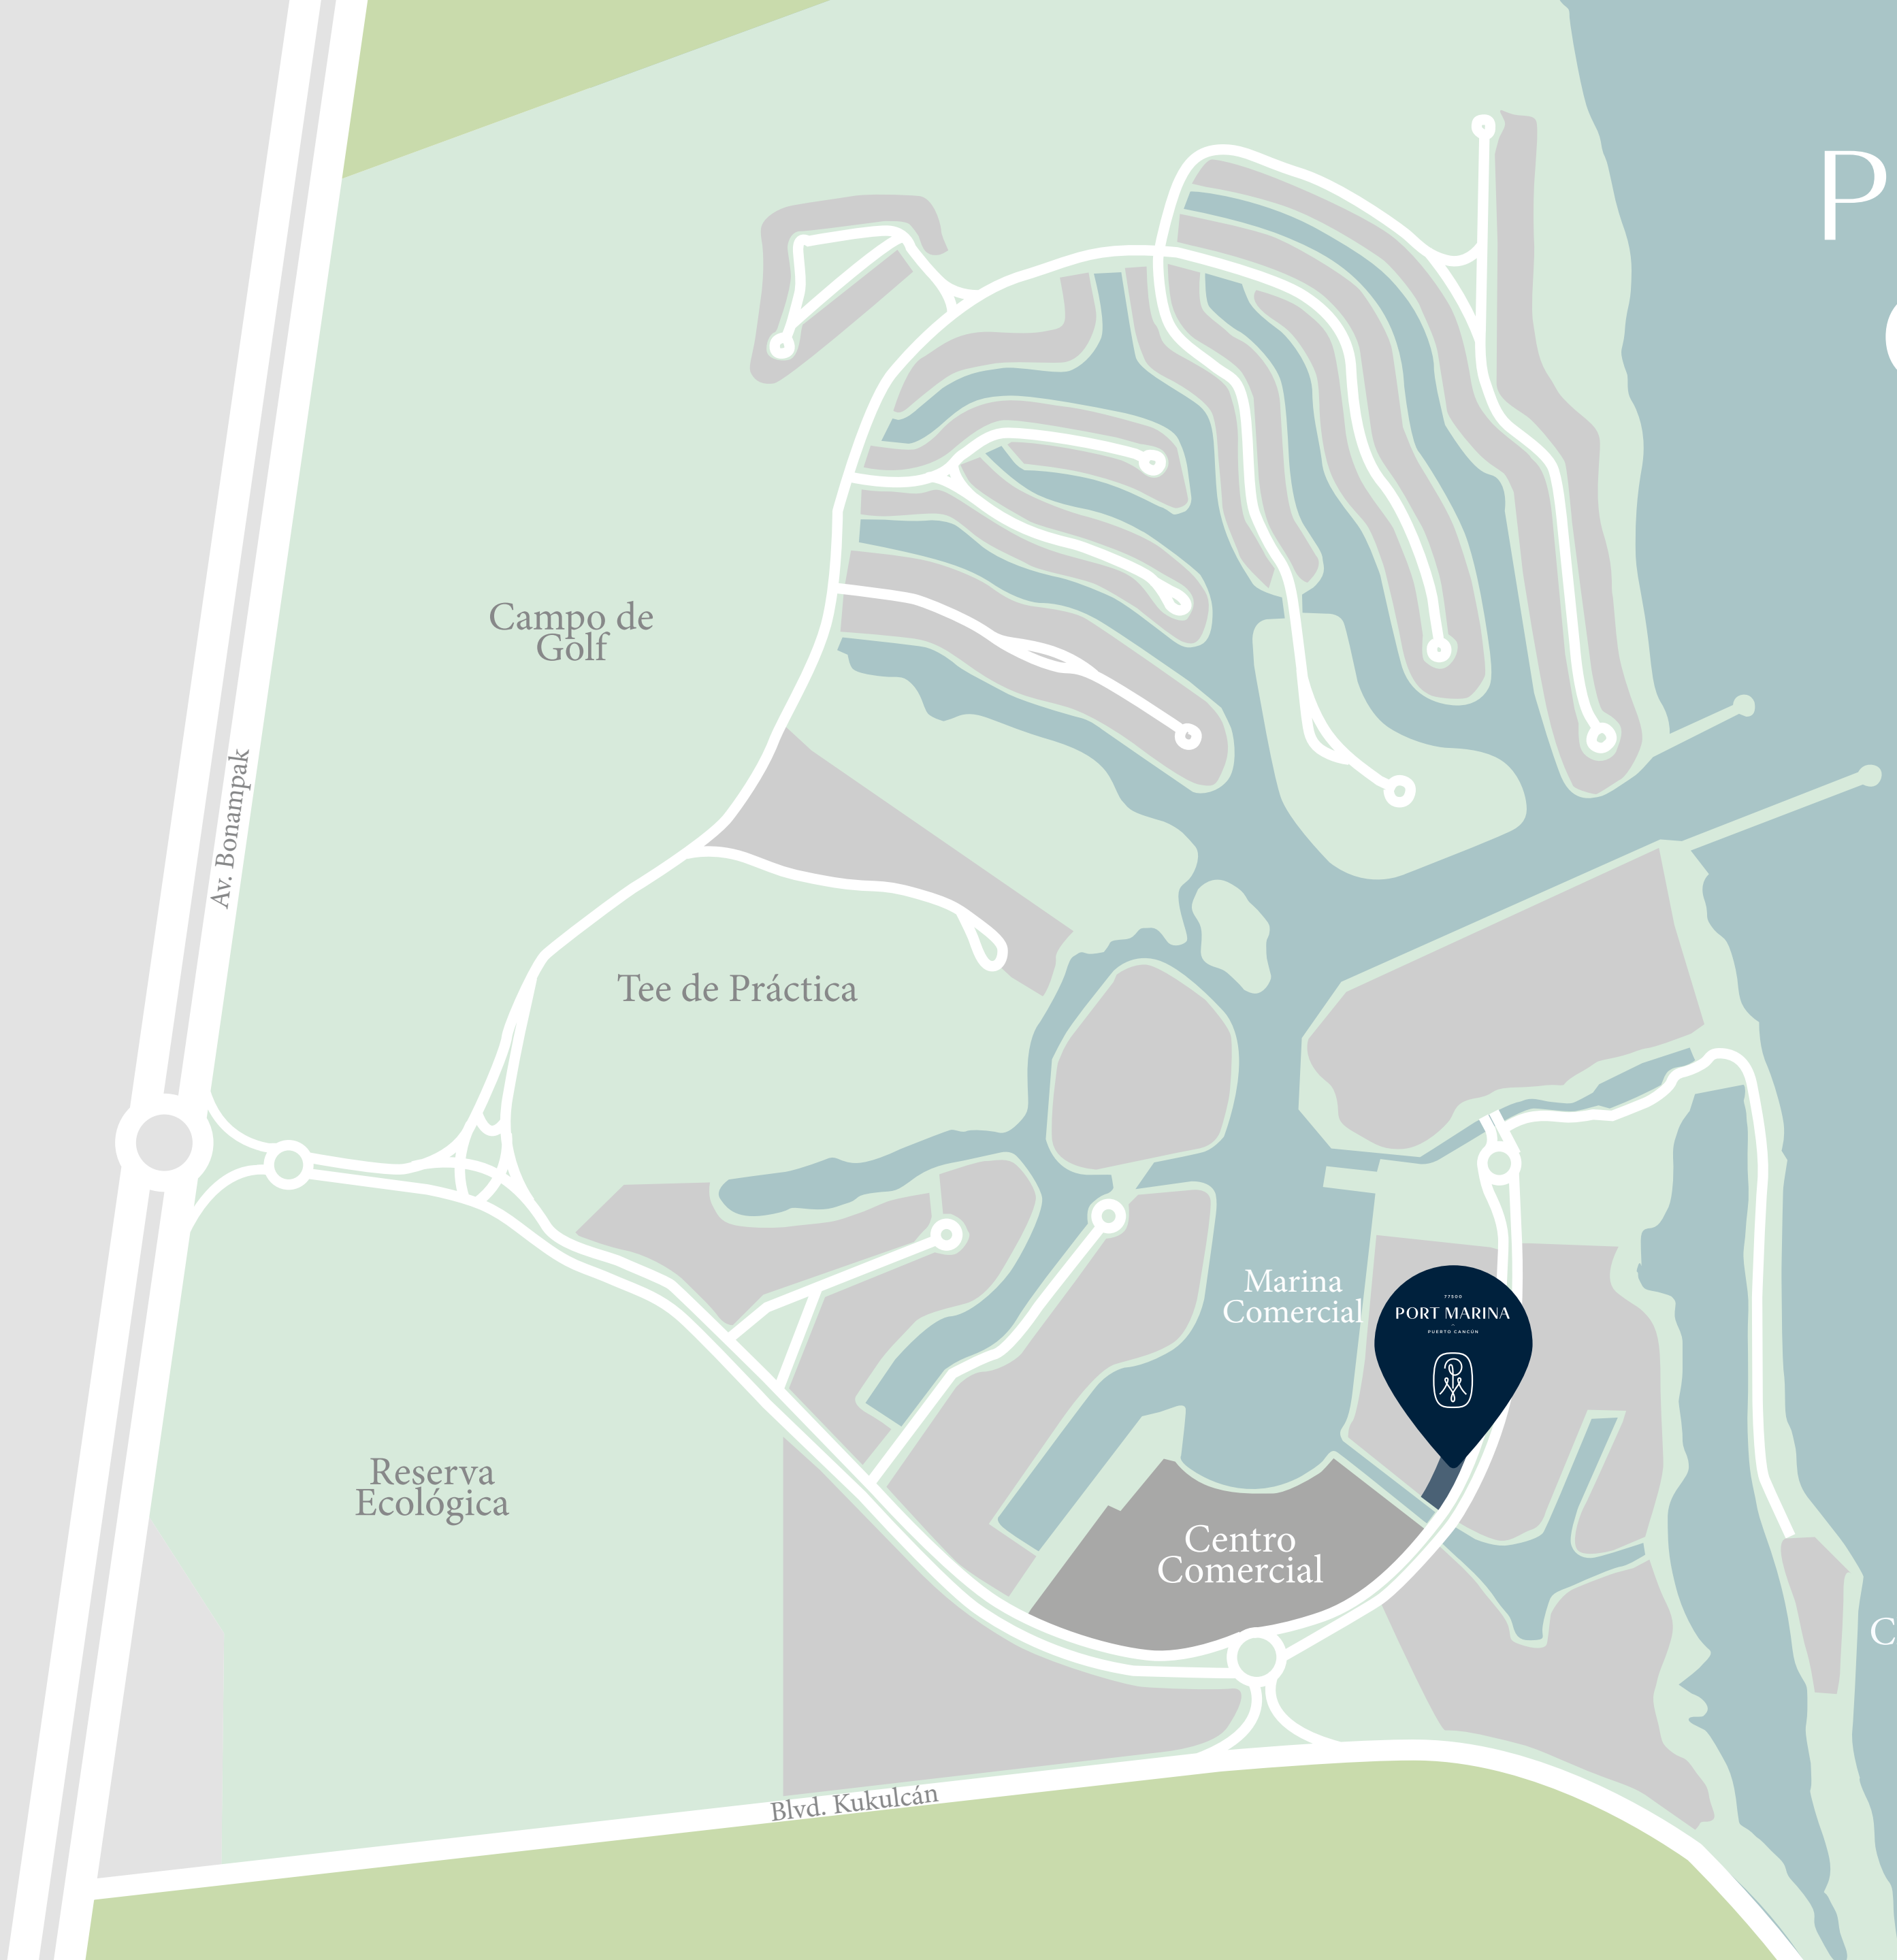 P
Campo de
Golf
Av. Bonampak
Tee de Práctica
Marina
Comercial
77500
PORT MARINA
PUERTO CANCÚN
Reserva
Ecológica
Centro
Comercial
C
Blvd. Kukulcán